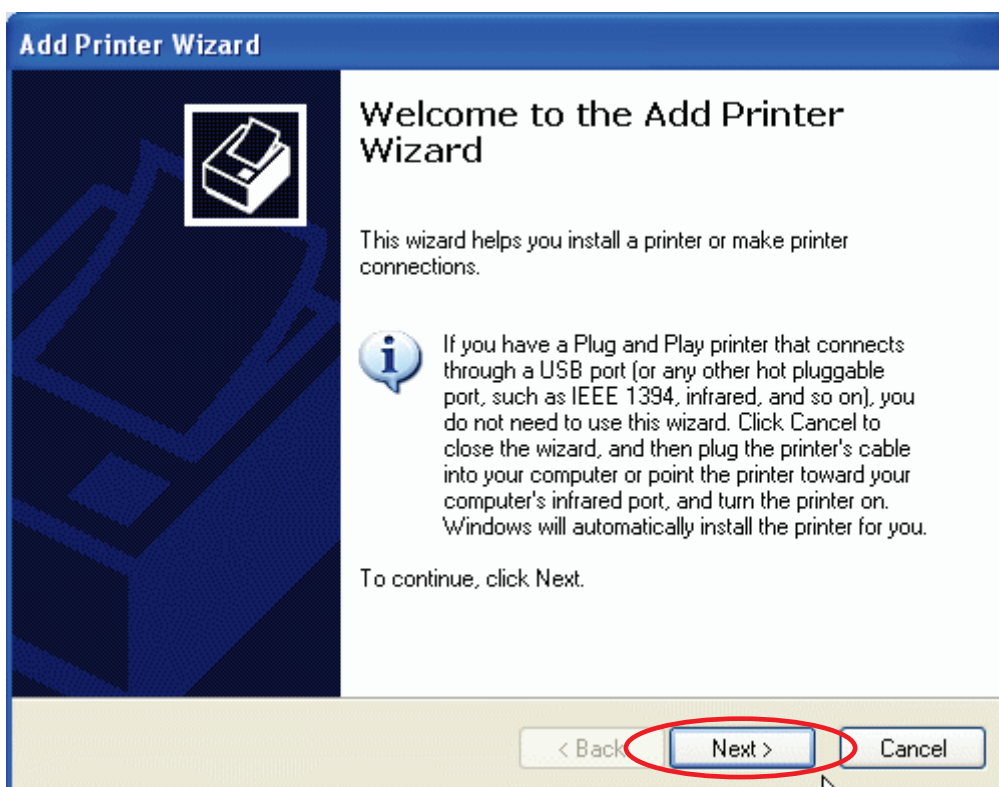 Add Printer Wizard
Welcome to the Add Printer
Wizard
This wizard helps you install a printer or make printer
connections.
If you have a Plug and Play printer that connects
through a USB port (or any other hot pluggable
port, such as IEEE 1394, infrared, and so on), you
do not need to use this wizard. Click Cancel to
close the wizard, and then plug the printer's cable
into your computer or point the printer toward your
computer's infrared port, and turn the printer on.
Windows will automatically install the printer for you.
To continue, click Next.
< Back
Next >
Cancel